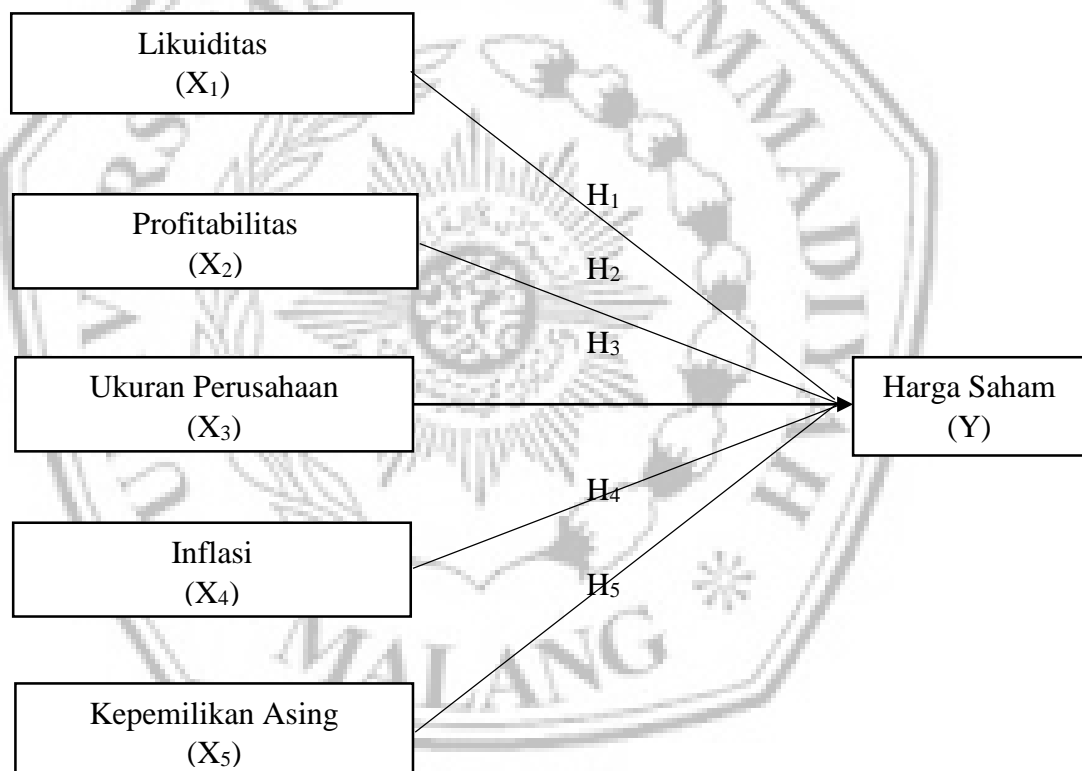 Likuiditas
(X₁)
Profitabilitas
(X₂)
Ukuran Perusahaan
(X₃)
Inflasi
(X₄)
Kepemilikan Asing
(X₅)
H₁
H₂
H₃
H₄
H₅
Harga Saham
(Y)
MALANG